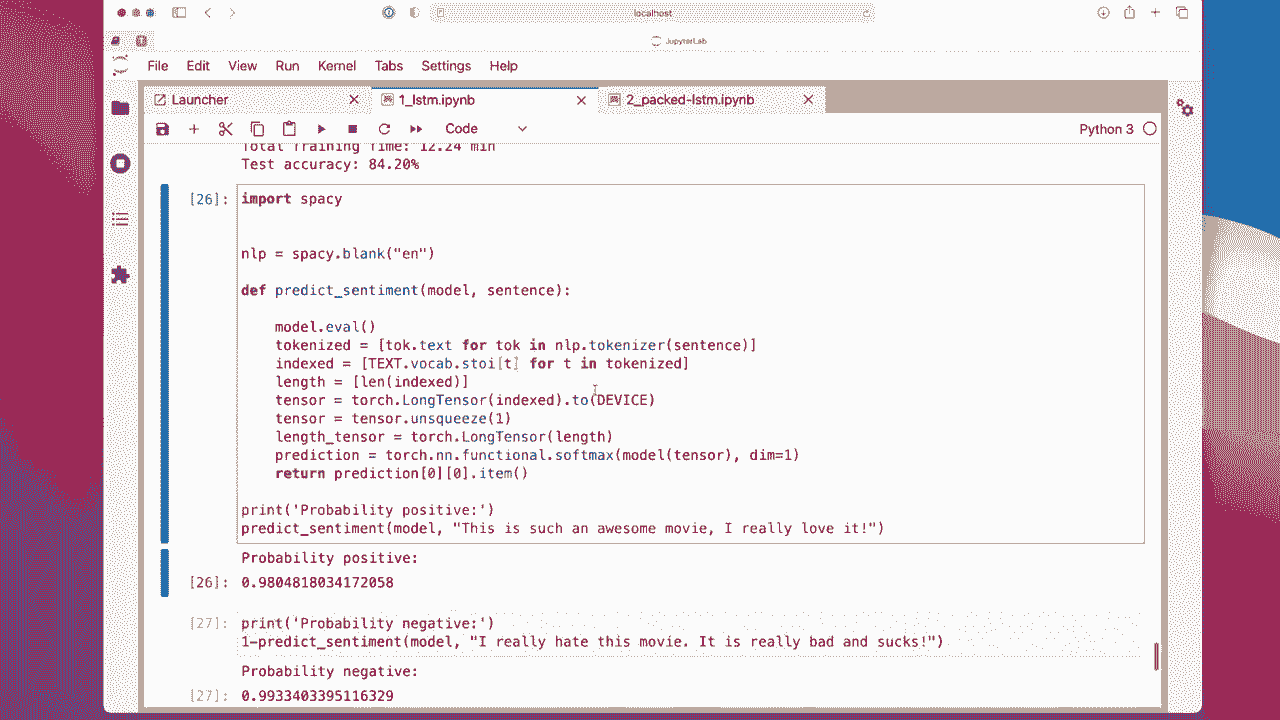 localhost
JupyterLab
File Edit View Run Kernel Tabs Settings Help
Launcher 1_lstm.ipynb 2_packed-lstm.ipynb
Code Python 3
Total Training Time: 12.24 min
Test accuracy: 84.20%
[26]: import spacy
nlp = spacy.blank("en")
def predict_sentiment(model, sentence):
model.eval()
tokenized = [tok.text for tok in nlp.tokenizer(sentence)]
indexed = [TEXT.vocab.stoi[t] for t in tokenized]
length = [len(indexed)]
tensor = torch.LongTensor(indexed).to(DEVICE)
tensor = tensor.unsqueeze(1)
length_tensor = torch.LongTensor(length)
prediction = torch.nn.functional.softmax(model(tensor), dim=1)
return prediction[0][0].item()
print('Probability positive:')
predict_sentiment(model, "This is such an awesome movie, I really love it!")
Probability positive:
[26]: 0.9804818034172058
[27]: print('Probability negative:')
1-predict_sentiment(model, "I really hate this movie. It is really bad and sucks!")
Probability negative:
[27]: 0.9933403395116329